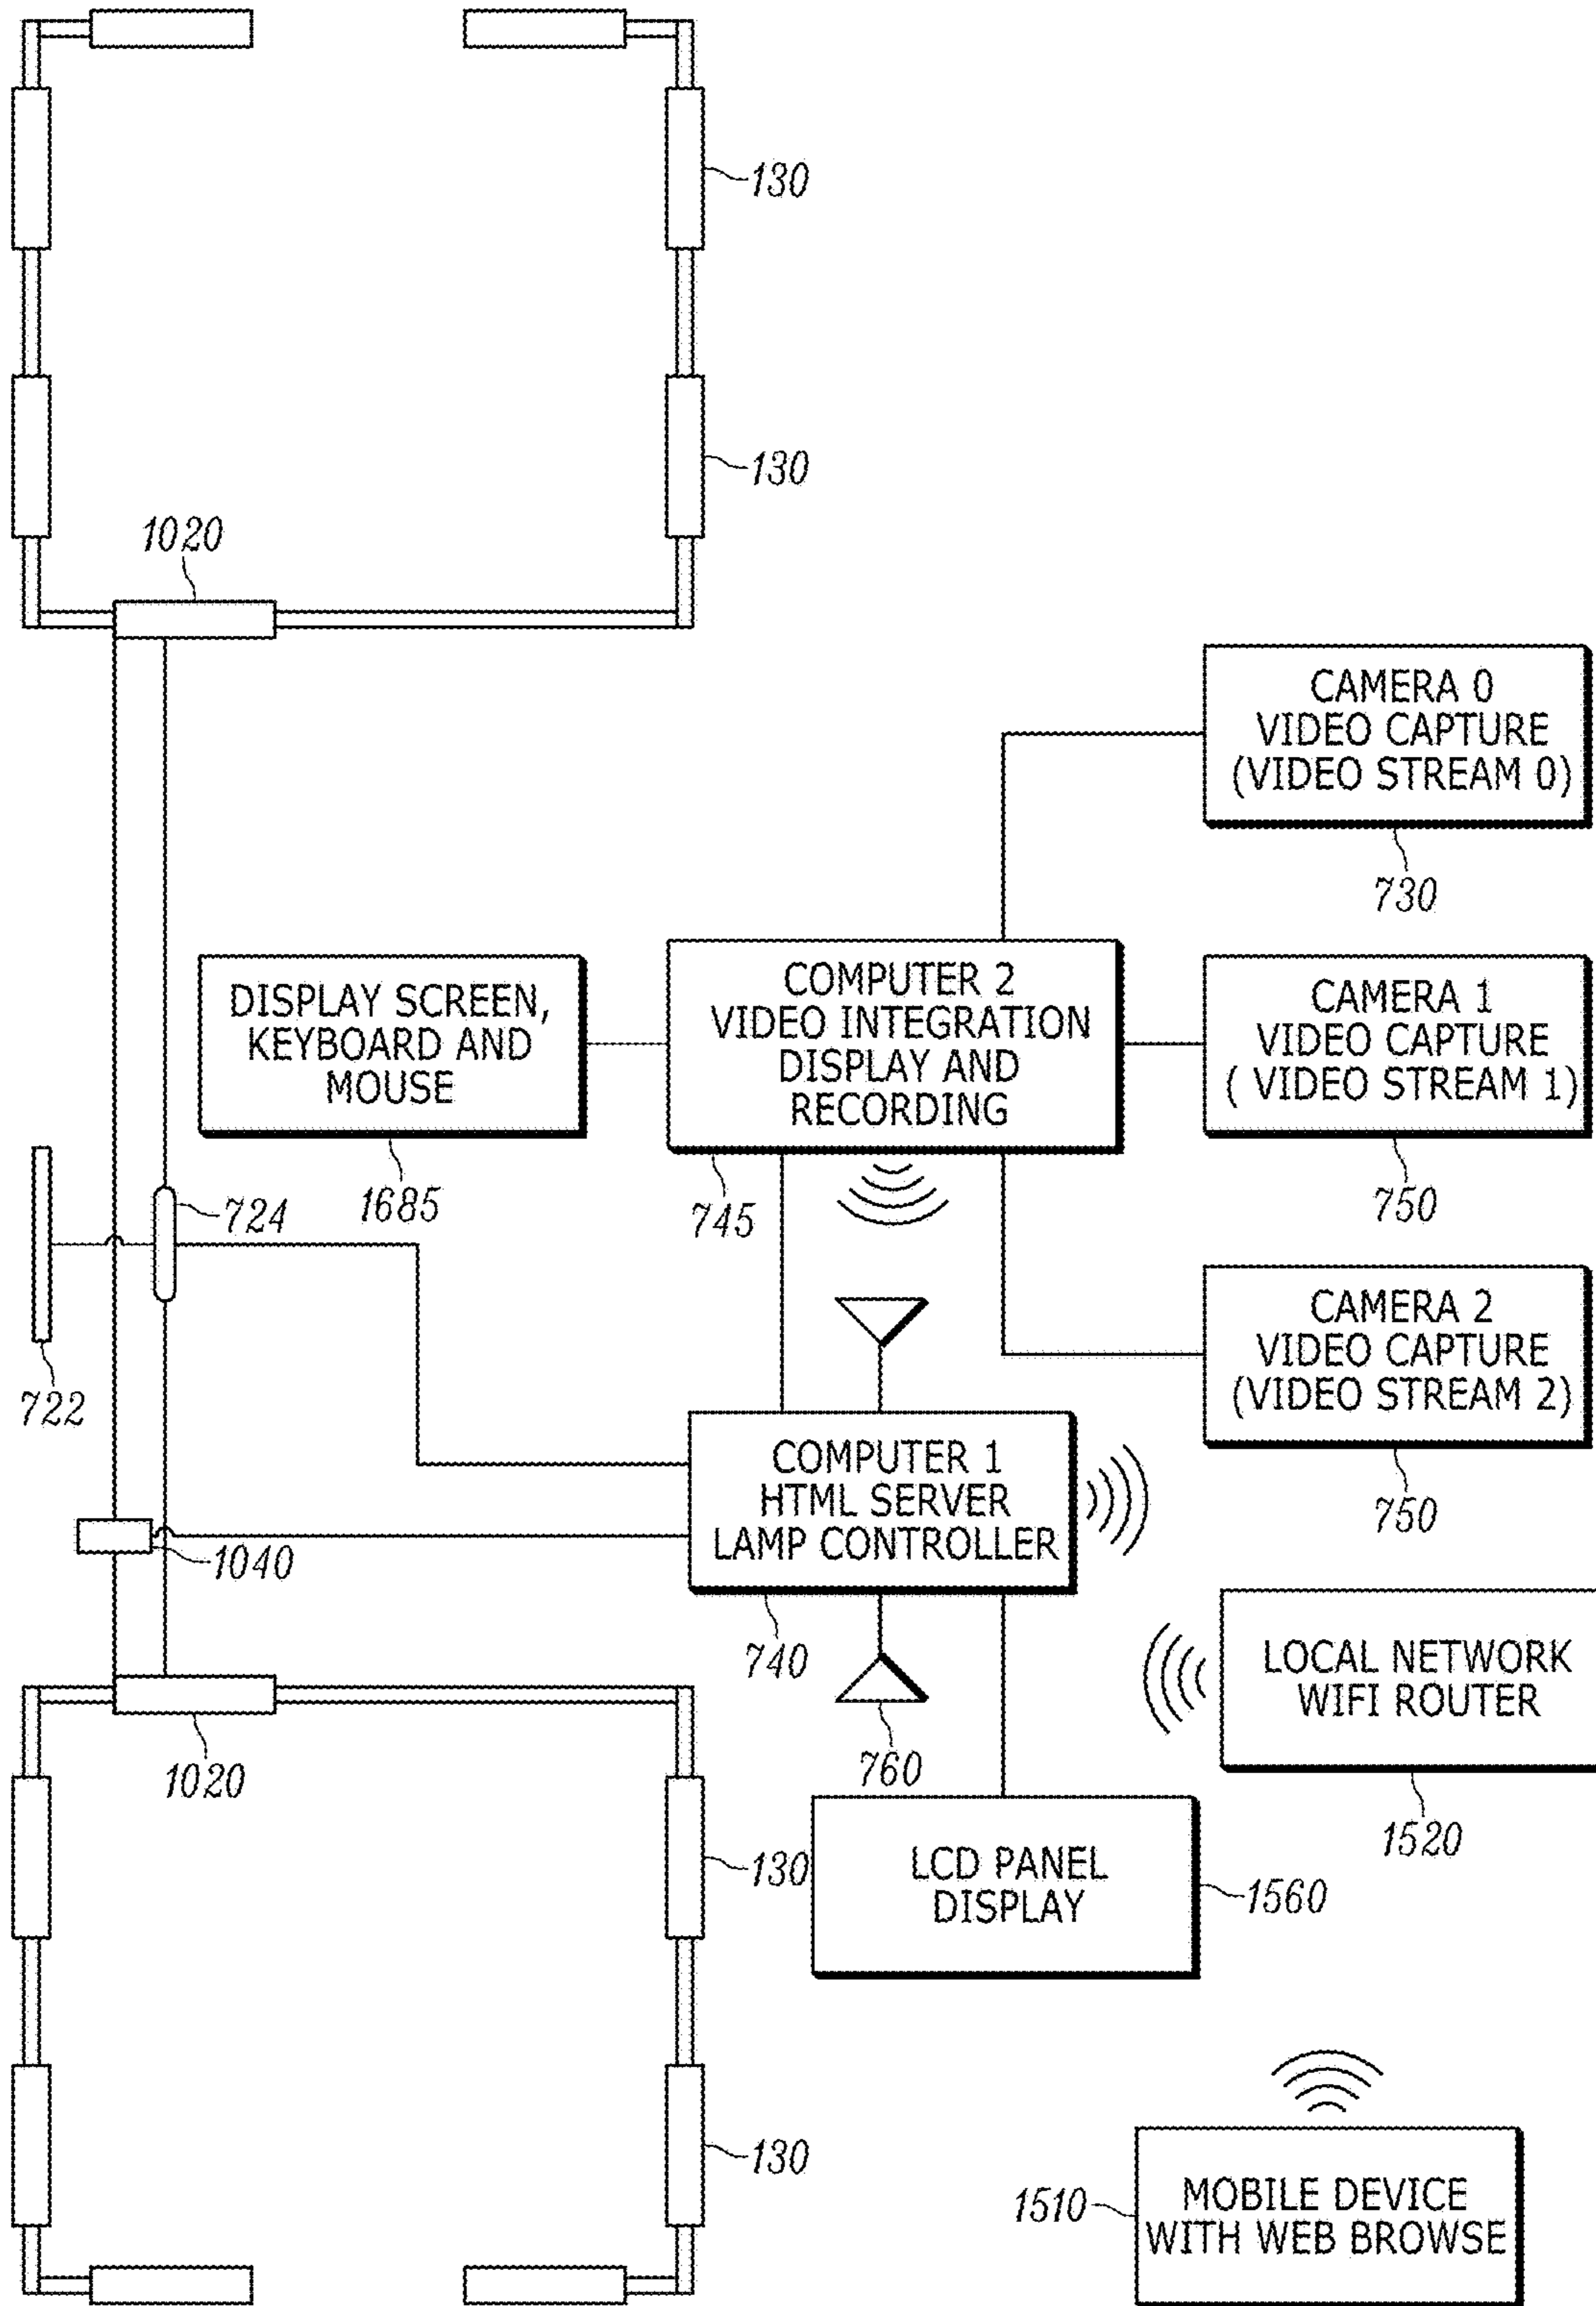 130
130
1020
CAMERA 0
VIDEO CAPTURE
(VIDEO STREAM 0)
730
DISPLAY SCREEN,
KEYBOARD AND
MOUSE
1685
COMPUTER 2
VIDEO INTEGRATION
DISPLAY AND
RECORDING
745
CAMERA 1
VIDEO CAPTURE
( VIDEO STREAM 1)
750
724
722
CAMERA 2
VIDEO CAPTURE
(VIDEO STREAM 2)
750
COMPUTER 1
HTML SERVER
LAMP CONTROLLER
740
1040
760
LOCAL NETWORK
WIFI ROUTER
1520
1020
130
LCD PANEL
DISPLAY
1560
130
1510
MOBILE DEVICE
WITH WEB BROWSE